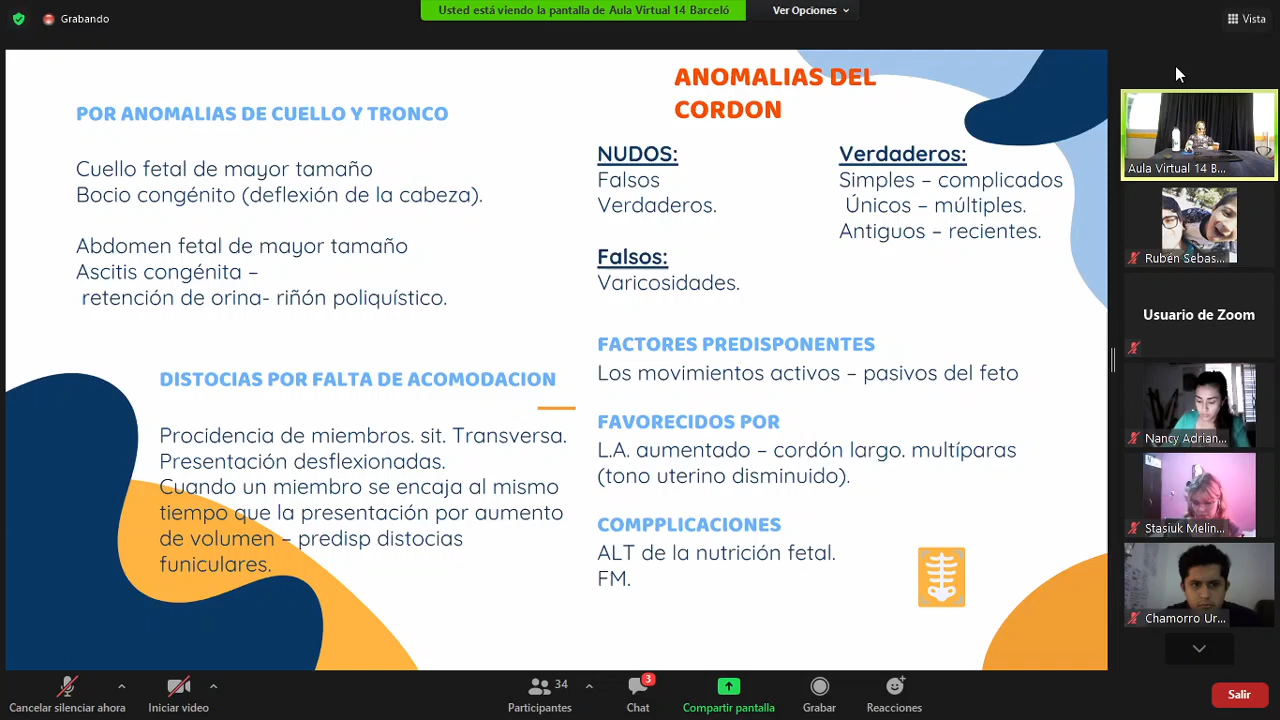 Grabando
Usted está viendo la pantalla de Aula Virtual 14 Barceló
Ver Opciones
Vista
POR ANOMALIAS DE CUELLO Y TRONCO
Cuello fetal de mayor tamaño
Bocio congénito (deflexión de la cabeza).
Abdomen fetal de mayor tamaño
Ascitis congénita –
retención de orina- riñón poliquístico.
DISTOCIAS POR FALTA DE ACOMODACION
Procidencia de miembros. sit. Transversa.
Presentación desflexionadas.
Cuando un miembro se encaja al mismo
tiempo que la presentación por aumento
de volumen – predisp distocias
funiculares.
ANOMALIAS DEL
CORDON
NUDOS:
Falsos
Verdaderos.
Falsos:
Varicosidades.
Verdaderos:
Simples – complicados
Únicos – múltiples.
Antiguos – recientes.
FACTORES PREDISPONENTES
Los movimientos activos – pasivos del feto
FAVORECIDOS POR
L.A. aumentado – cordón largo. multíparas
(tono uterino disminuido).
COMPPLICACIONES
ALT de la nutrición fetal.
FM.
Aula Virtual 14 B...
Rubén Sebas...
Usuario de Zoom
Nancy Adrian...
Stasiuk Melin...
Chamorro Ur...
Cancelar silenciar ahora
Iniciar video
34
Participantes
3
Chat
Compartir pantalla
Grabar
Reacciones
Salir